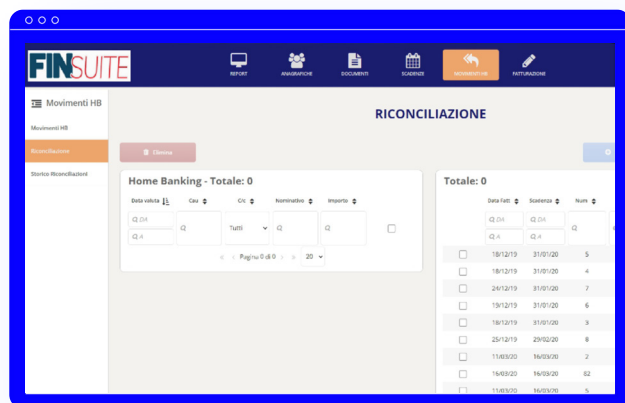 FINSUITE
REPORT
ANAGRAFICHE
DOCUMENTI
SCADENZE
MOVIMENTI HB
FATTURAZIONE
Movimenti HB
Movimenti HB
Riconciliazione
Storico Riconciliazioni
RICONCILIAZIONE
Elimina
Home Banking - Totale: 0
Data valuta Cau C/c Nominativo Importo
DA
A
Tutti
Pagina 0 di 0 20
Totale: 0
Data Fatt Scadenza Num
DA DA
A A
18/12/19 31/01/20 5
18/12/19 31/01/20 4
24/12/19 31/01/20 7
19/12/19 31/01/20 6
18/12/19 31/01/20 3
25/12/19 29/02/20 8
11/03/20 16/03/20 2
16/03/20 16/03/20 62
11/03/20 16/03/20 5